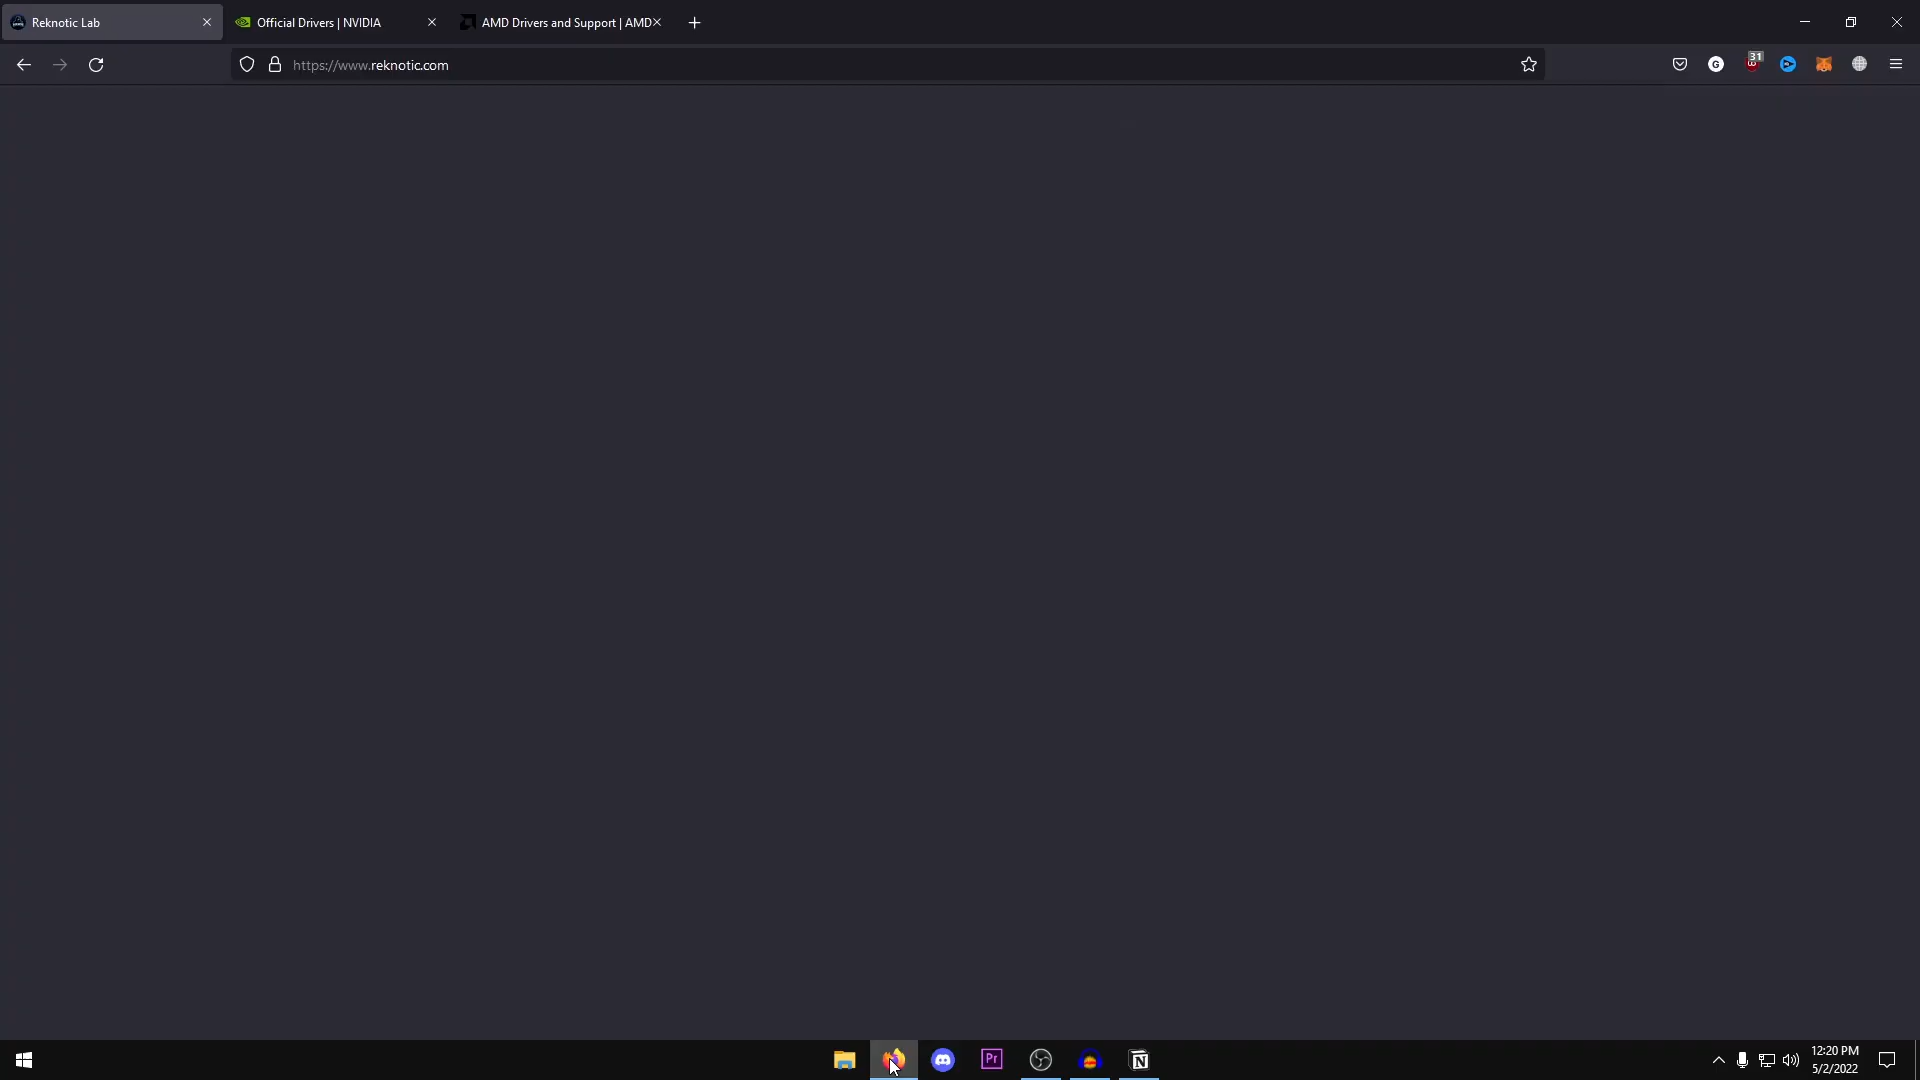 Reknotic Lab
Official Drivers | NVIDIA
AMD Drivers and Support | AMD
https://www.reknotic.com
G
31
Pr
N
12:20 PM
5/2/2022